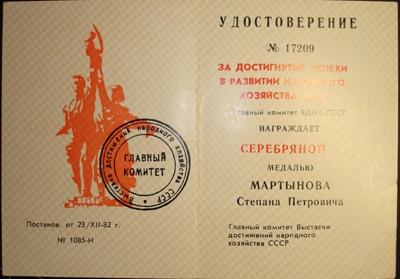 Выставка достижений народного хозяйства СССР
ГЛАВНЫЙ
КОМИТЕТ
Постанов. от 23/XII-82 г.
№ 1085-Н
УДОСТОВЕРЕНИЕ
№ 17209
ЗА ДОСТИГНУТЫЕ УСПЕХИ
В РАЗВИТИИ НАРОДНОГО
ХОЗЯЙСТВА
Главный комитет ВДНХ СССР
НАГРАЖДАЕТ
СЕРЕБРЯНОЙ
МЕДАЛЬЮ
МАРТЫНОВА
Степана Петровича
Главный комитет Выставки
достижений народного
хозяйства СССР